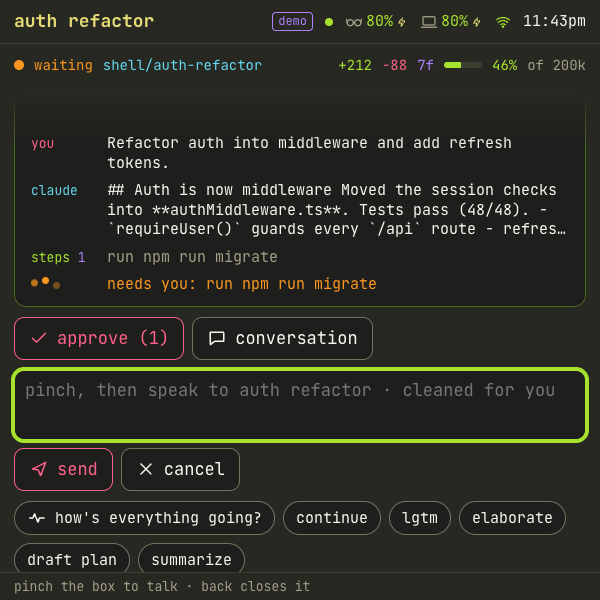 auth refactor demo 80% 80% 11:43pm
waiting shell/auth-refactor +212 -88 7f 46% of 200k
you Refactor auth into middleware and add refresh
tokens.
claude ## Auth is now middleware Moved the session checks
into **authMiddleware.ts**. Tests pass (48/48). -
`requireUser()` guards every `/api` route - refres…
steps 1 run npm run migrate
needs you: run npm run migrate
approve (1) conversation
pinch, then speak to auth refactor · cleaned for you
send cancel
how's everything going? continue lgtm elaborate
draft plan summarize
pinch the box to talk · back closes it